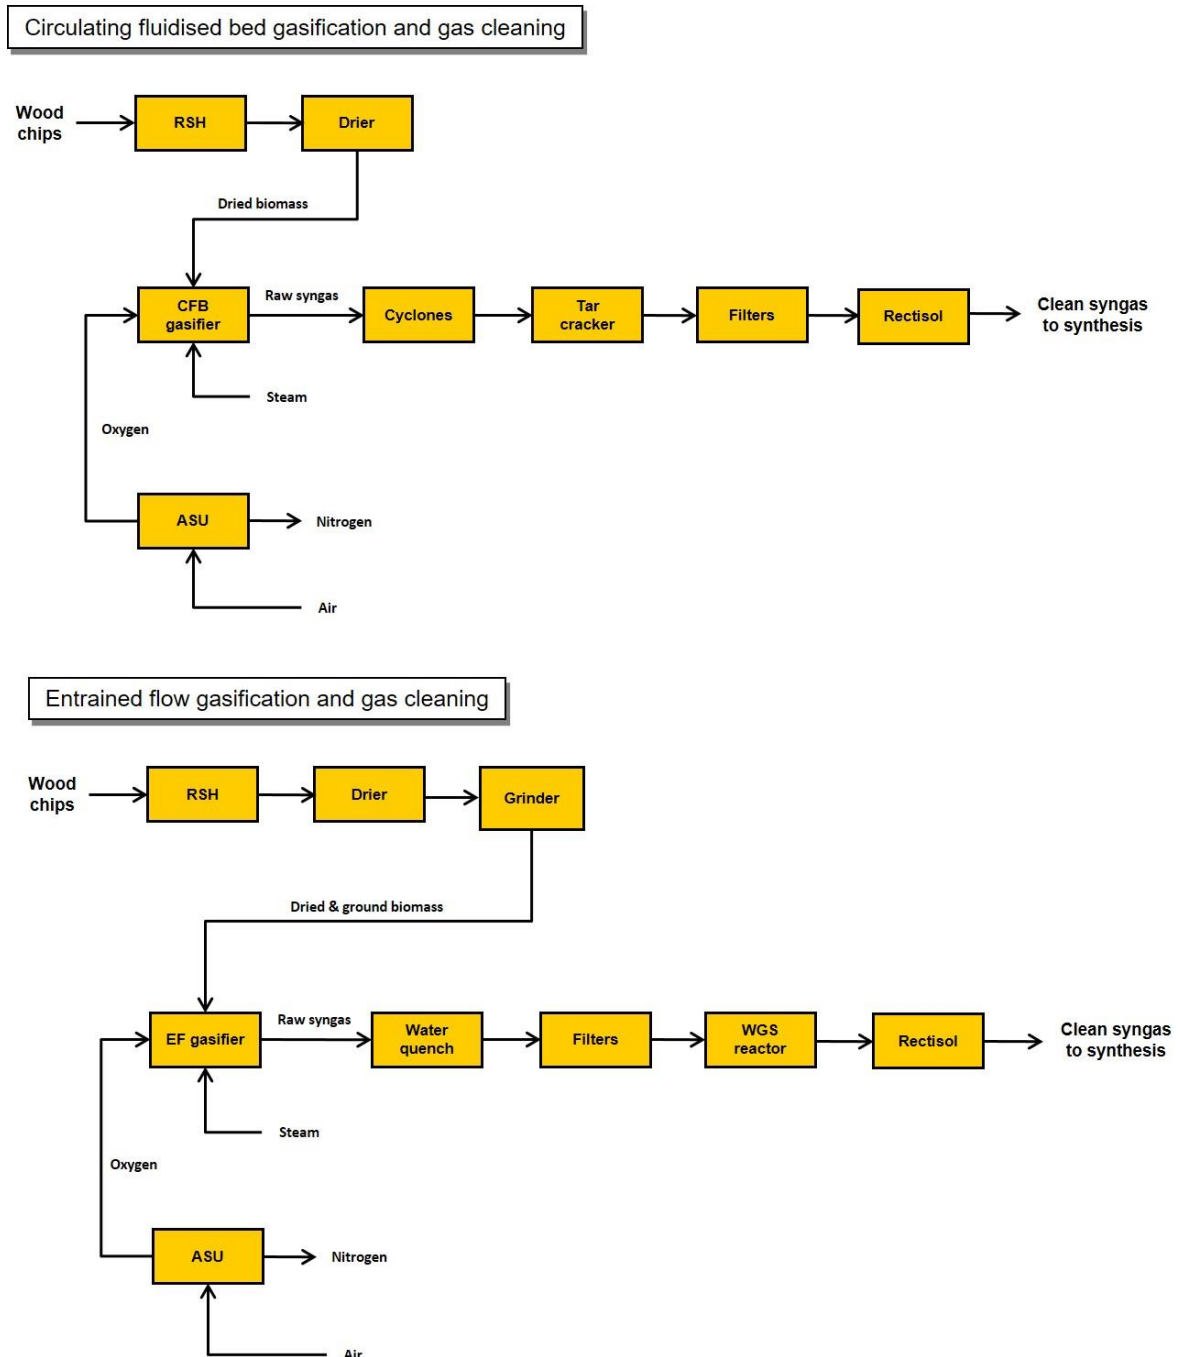 Circulating fluidised bed gasification and gas cleaning
Wood
chips
RSH
Drier
Dried biomass
CFB
gasifier
Raw syngas
Cyclones
Tar
cracker
Filters
Rectisol
Clean syngas
to synthesis
Steam
Oxygen
ASU
Nitrogen
Air
Entrained flow gasification and gas cleaning
Wood
chips
RSH
Drier
Grinder
Dried & ground biomass
EF gasifier
Raw syngas
Water
quench
Filters
WGS
reactor
Rectisol
Clean syngas
to synthesis
Steam
Oxygen
ASU
Nitrogen
Air